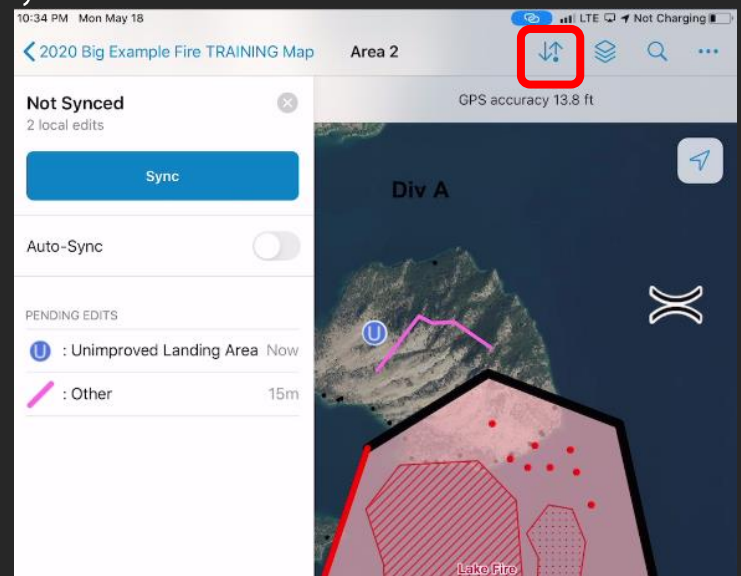 10:34 PM Mon May 18
LTE Not Charging
2020 Big Example Fire TRAINING Map
Area 2
Not Synced
2 local edits
GPS accuracy 13.8 ft
Sync
Div A
Auto-Sync
PENDING EDITS
U : Unimproved Landing Area Now
U
: Other 15m
Lake Fire